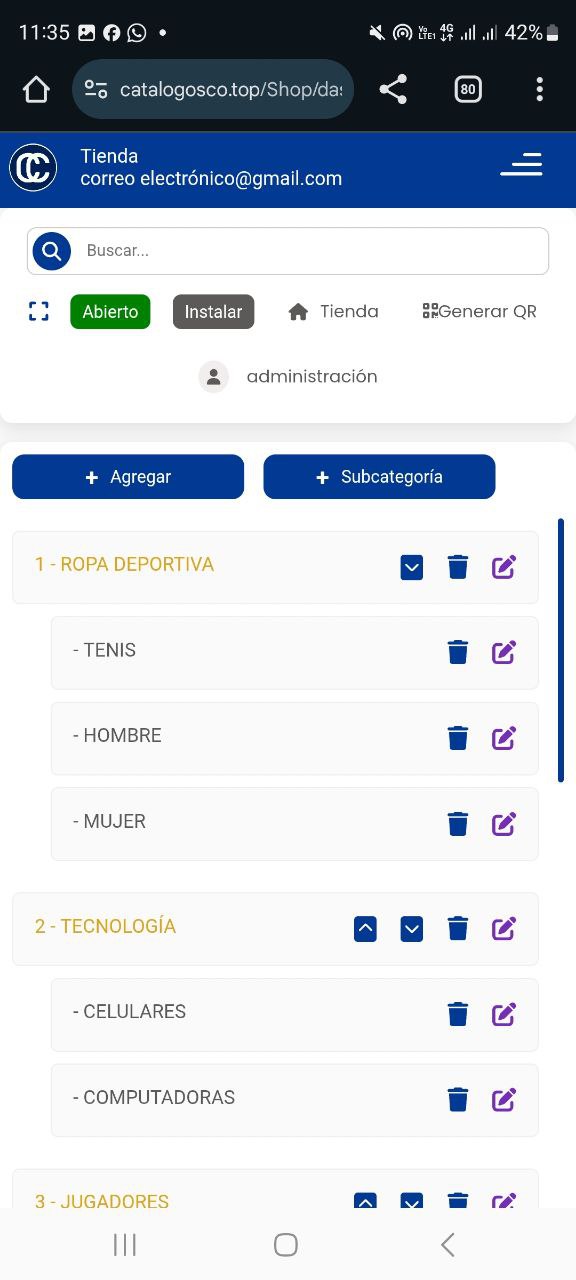 11:35
Vo
LTE1
4G
42%
catalogosco.top/Shop/das
80
CC
Tienda
correo electrónico@gmail.com
Buscar...
Abierto
Instalar
Tienda
Generar QR
administración
+ Agregar
+ Subcategoría
1 - ROPA DEPORTIVA
- TENIS
- HOMBRE
- MUJER
2 - TECNOLOGÍA
- CELULARES
- COMPUTADORAS
3 - JUGADORES